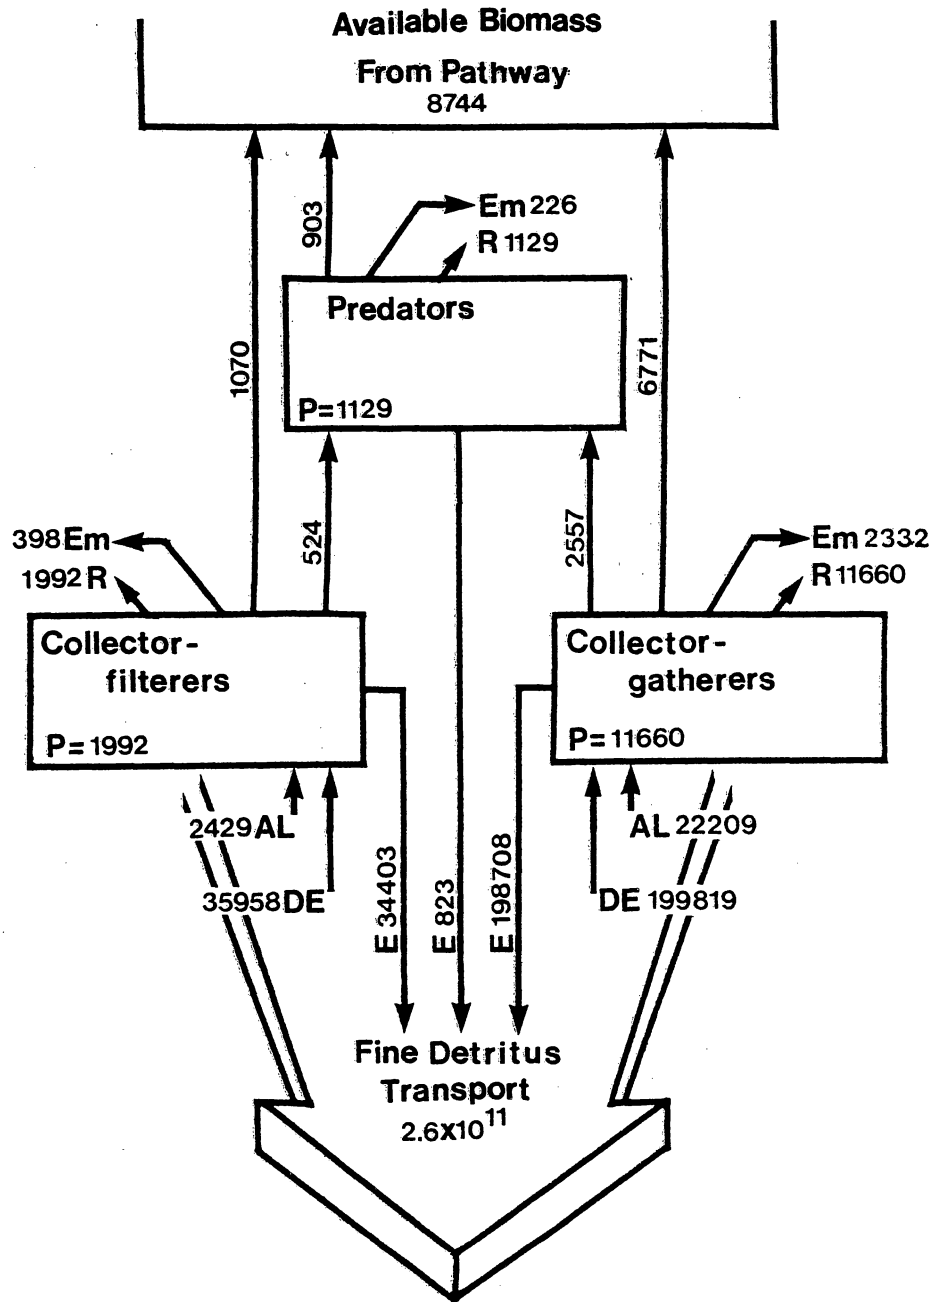 Available Biomass
From Pathway
8744
903
Em 226
R 1129
Predators
P=1129
1070
6771
524
2557
398 Em
1992 R
Em 2332
R 11660
Collector-
filterers
P=1992
Collector-
gatherers
P=11660
2429 AL
35958 DE
AL 22209
DE 199819
E 34403
E 823
E 198708
Fine Detritus
Transport
2.6x10¹¹